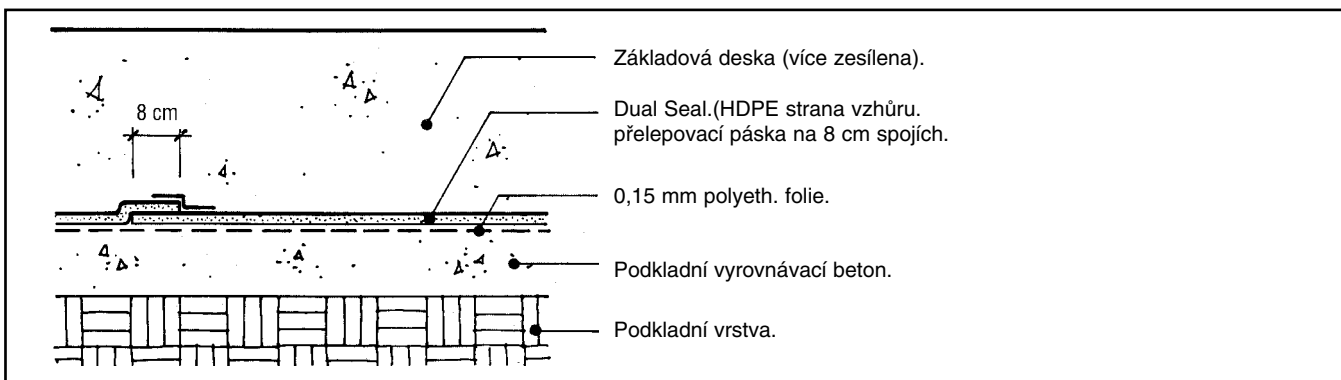 Základová deska (více zesílena).
8 cm
Dual Seal.(HDPE strana vzhůru.
přelepovací páska na 8 cm spojích.
0,15 mm polyeth. folie.
Podkladní vyrovnávací beton.
Podkladní vrstva.